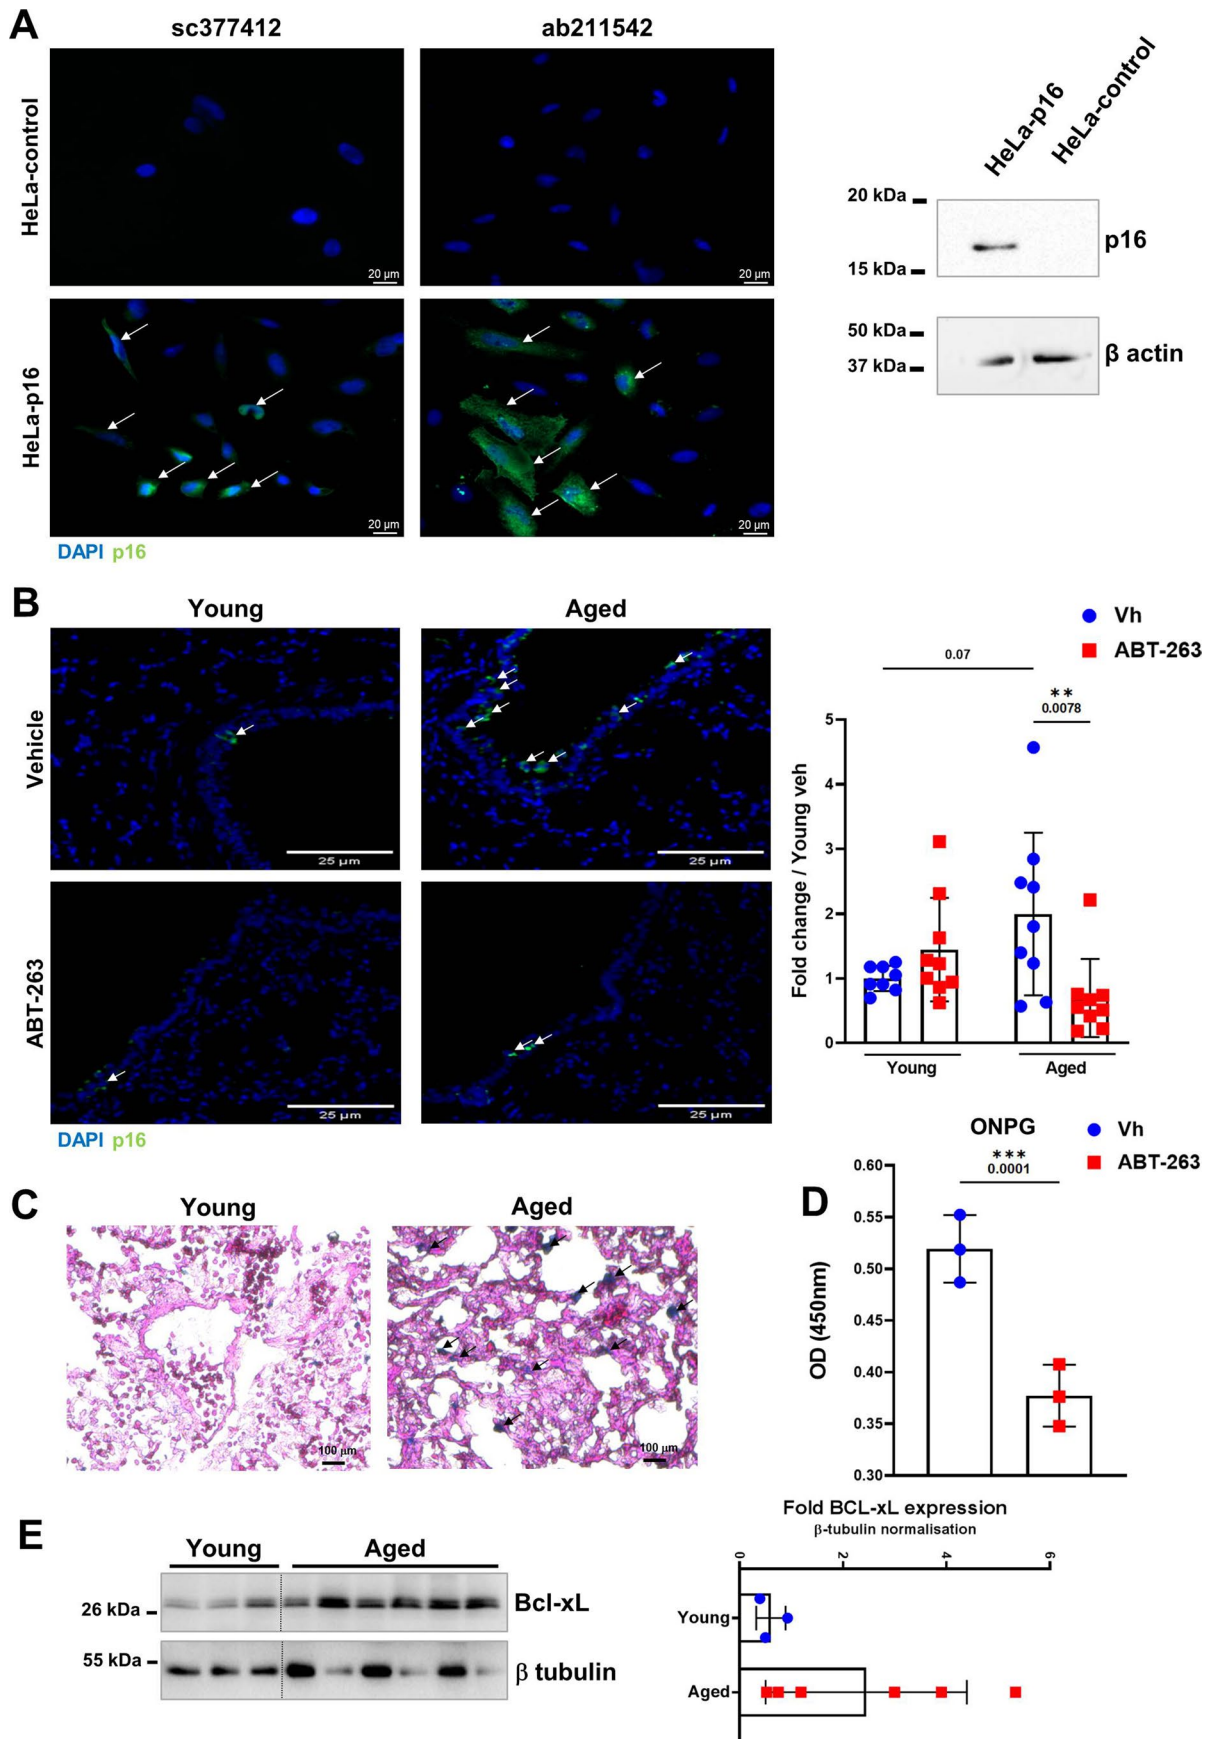 A
sc377412
ab211542
HeLa-control
20 µm
20 µm
HeLa-p16
20 µm
20 µm
DAPI p16
HeLa-p16
HeLa-control
20 kDa
p16
15 kDa
50 kDa
β actin
37 kDa
B
Young
Aged
Vehicle
25 µm
25 µm
ABT-263
25 µm
25 µm
DAPI p16
Vh
ABT-263
0.07
**
0.0078
Fold change / Young veh
5
4
3
2
1
0
Young
Aged
C
Young
Aged
100 µm
100 µm
D
ONPG
Vh
ABT-263
***
0.0001
OD (450nm)
0.60
0.55
0.50
0.45
0.40
0.35
0.30
E
Young
Aged
26 kDa
Bcl-xL
55 kDa
β tubulin
Fold BCL-xL expression
β-tubulin normalisation
0
2
4
6
Young
Aged